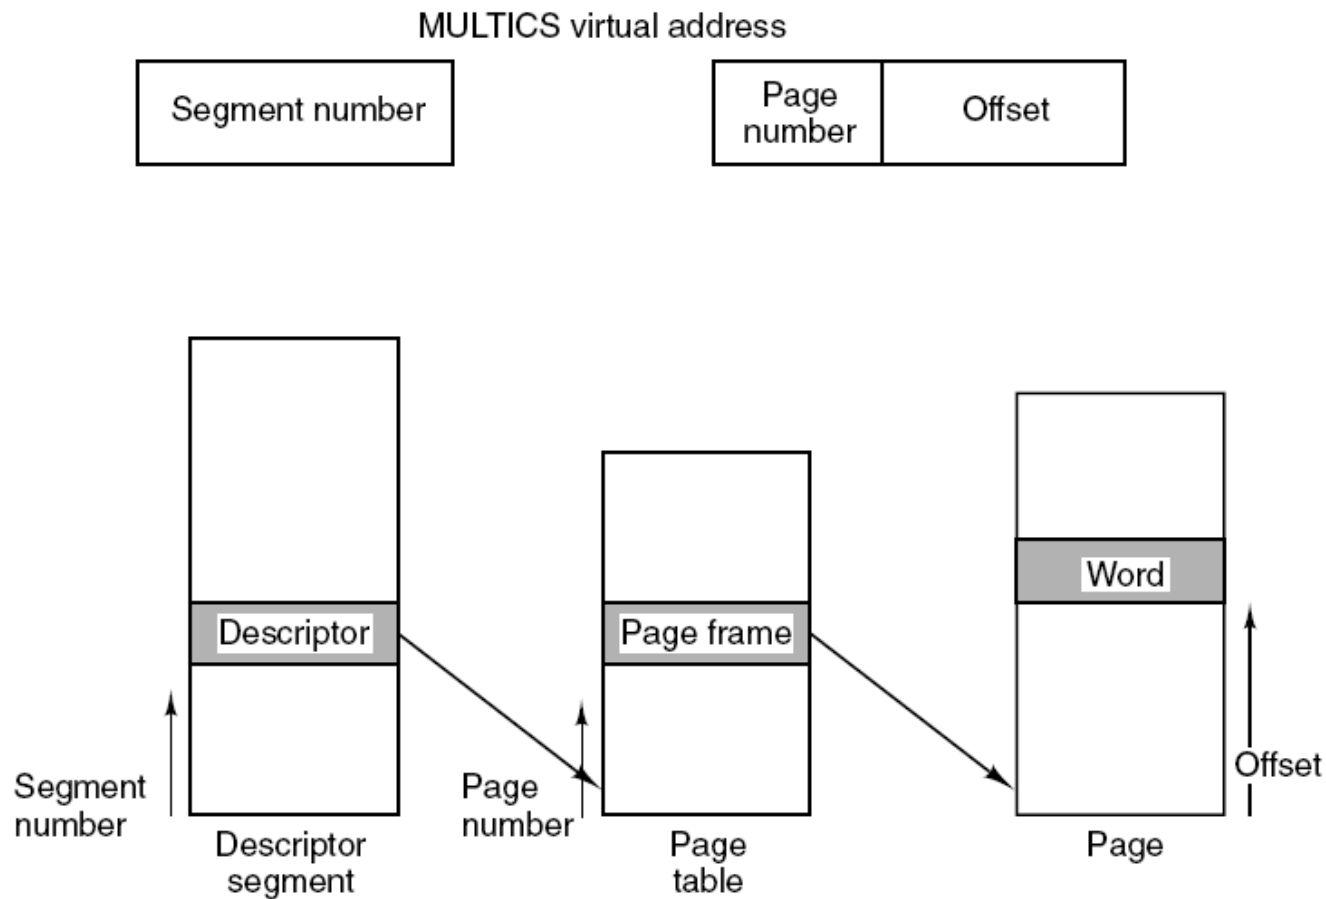 MULTICS virtual address
Segment number
Page
number
Offset
Descriptor
Page frame
Word
Segment
number
Page
number
Offset
Descriptor
segment
Page
table
Page